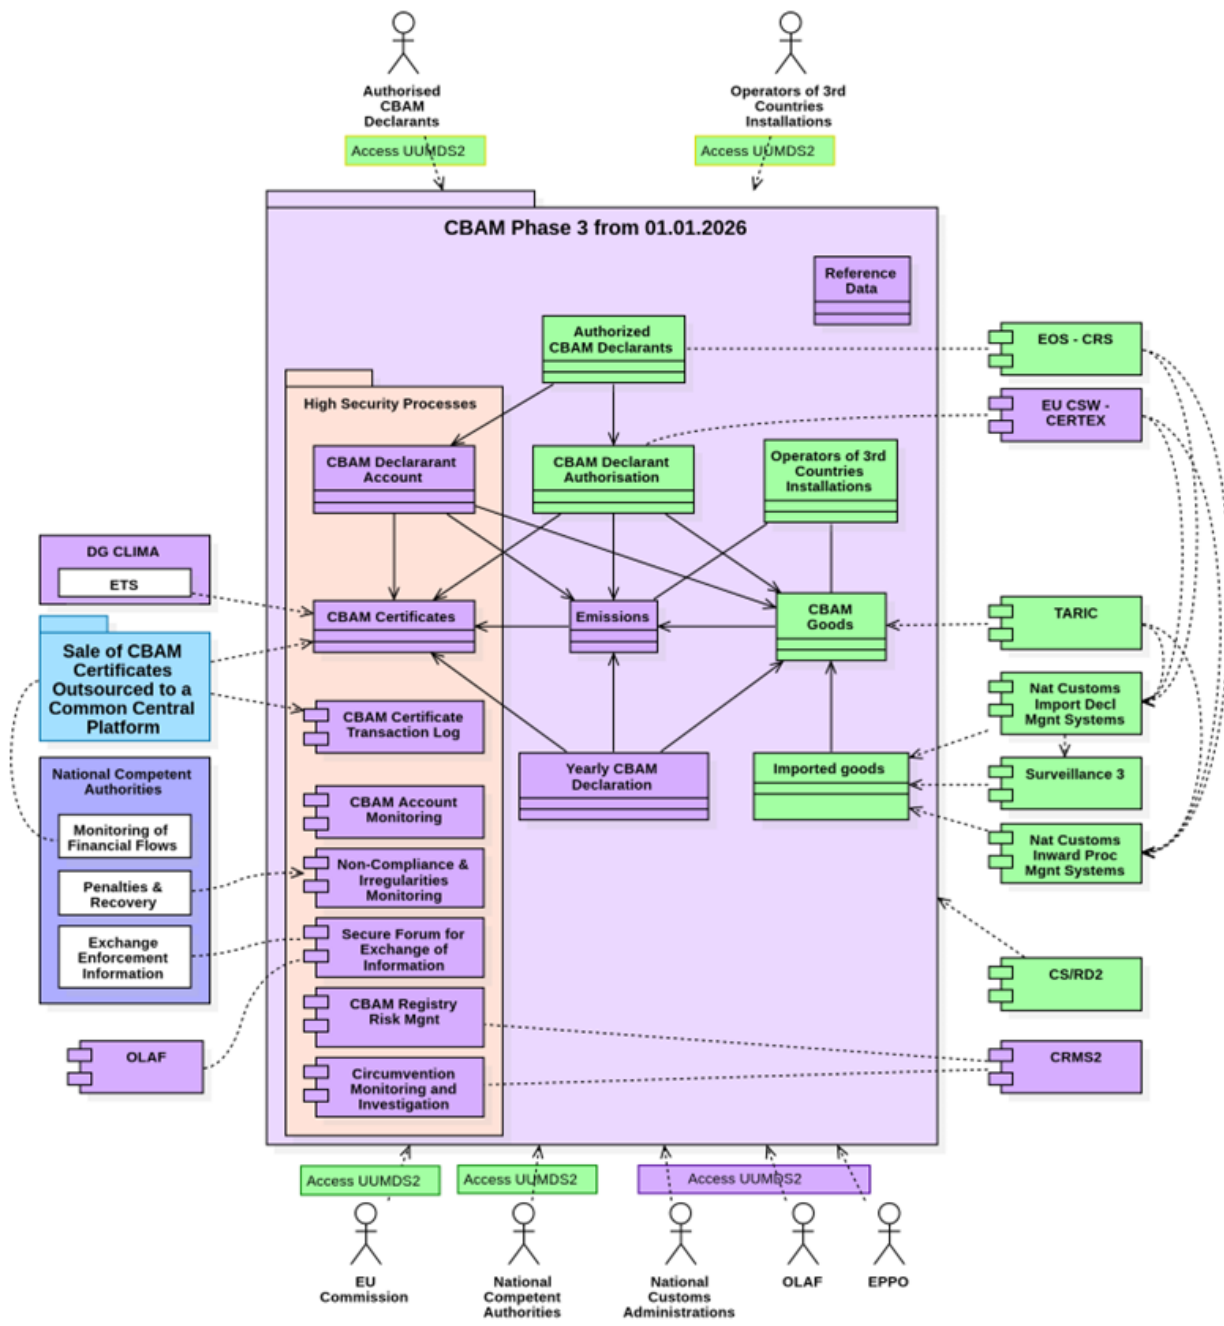 Authorised
CBAM
Declarants
Access UUMDS2
Operators of 3rd
Countries
Installations
Access UUMDS2
CBAM Phase 3 from 01.01.2026
Reference
Data
Authorized
CBAM Declarants
EOS - CRS
High Security Processes
EU CSW -
CERTEX
CBAM Declararant
Account
CBAM Declarant
Authorisation
Operators of 3rd
Countries
Installations
DG CLIMA
ETS
CBAM Certificates
Emissions
CBAM
Goods
TARIC
Sale of CBAM
Certificates
Outsourced to a
Common Central
Platform
CBAM Certificate
Transaction Log
Nat Customs
Import Decl
Mgnt Systems
Yearly CBAM
Declaration
Imported goods
Surveillance 3
National Competent
Authorities
Monitoring of
Financial Flows
Penalties &
Recovery
Exchange
Enforcement
Information
CBAM Account
Monitoring
Non-Compliance &
Irregularities
Monitoring
Secure Forum for
Exchange of
Information
CBAM Registry
Risk Mgnt
Circumvention
Monitoring and
Investigation
Nat Customs
Inward Proc
Mgnt Systems
CS/RD2
OLAF
CRMS2
Access UUMDS2
Access UUMDS2
Access UUMDS2
EU
Commission
National
Competent
Authorities
National
Customs
Administrations
OLAF
EPPO